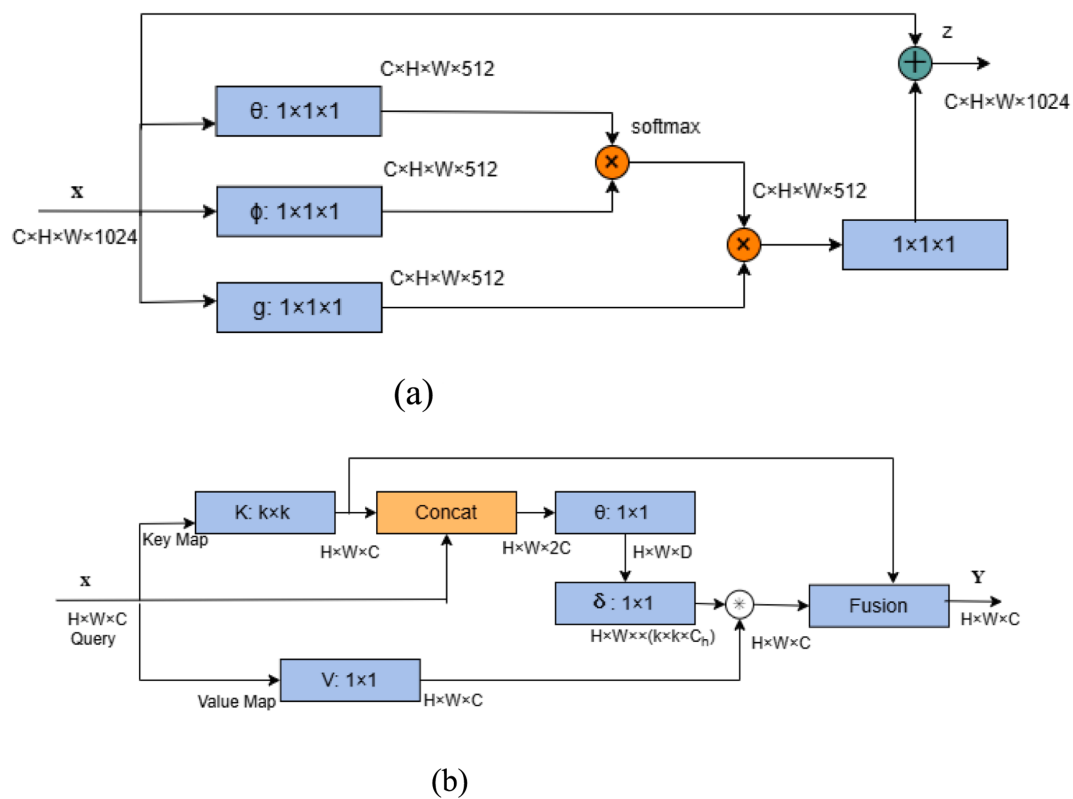 z
C×H×W×512
C×H×W×1024
θ: 1×1×1
softmax
×
+
C×H×W×512
x
ϕ: 1×1×1
C×H×W×512
C×H×W×1024
×
1×1×1
C×H×W×512
g: 1×1×1
(a)
K: k×k
Concat
θ: 1×1
Key Map
H×W×C
H×W×2C
H×W×D
x
Y
δ : 1×1
*
Fusion
H×W×C
Query
H×W××(k×k×Cₕ)
H×W×C
H×W×C
V: 1×1
Value Map
H×W×C
(b)